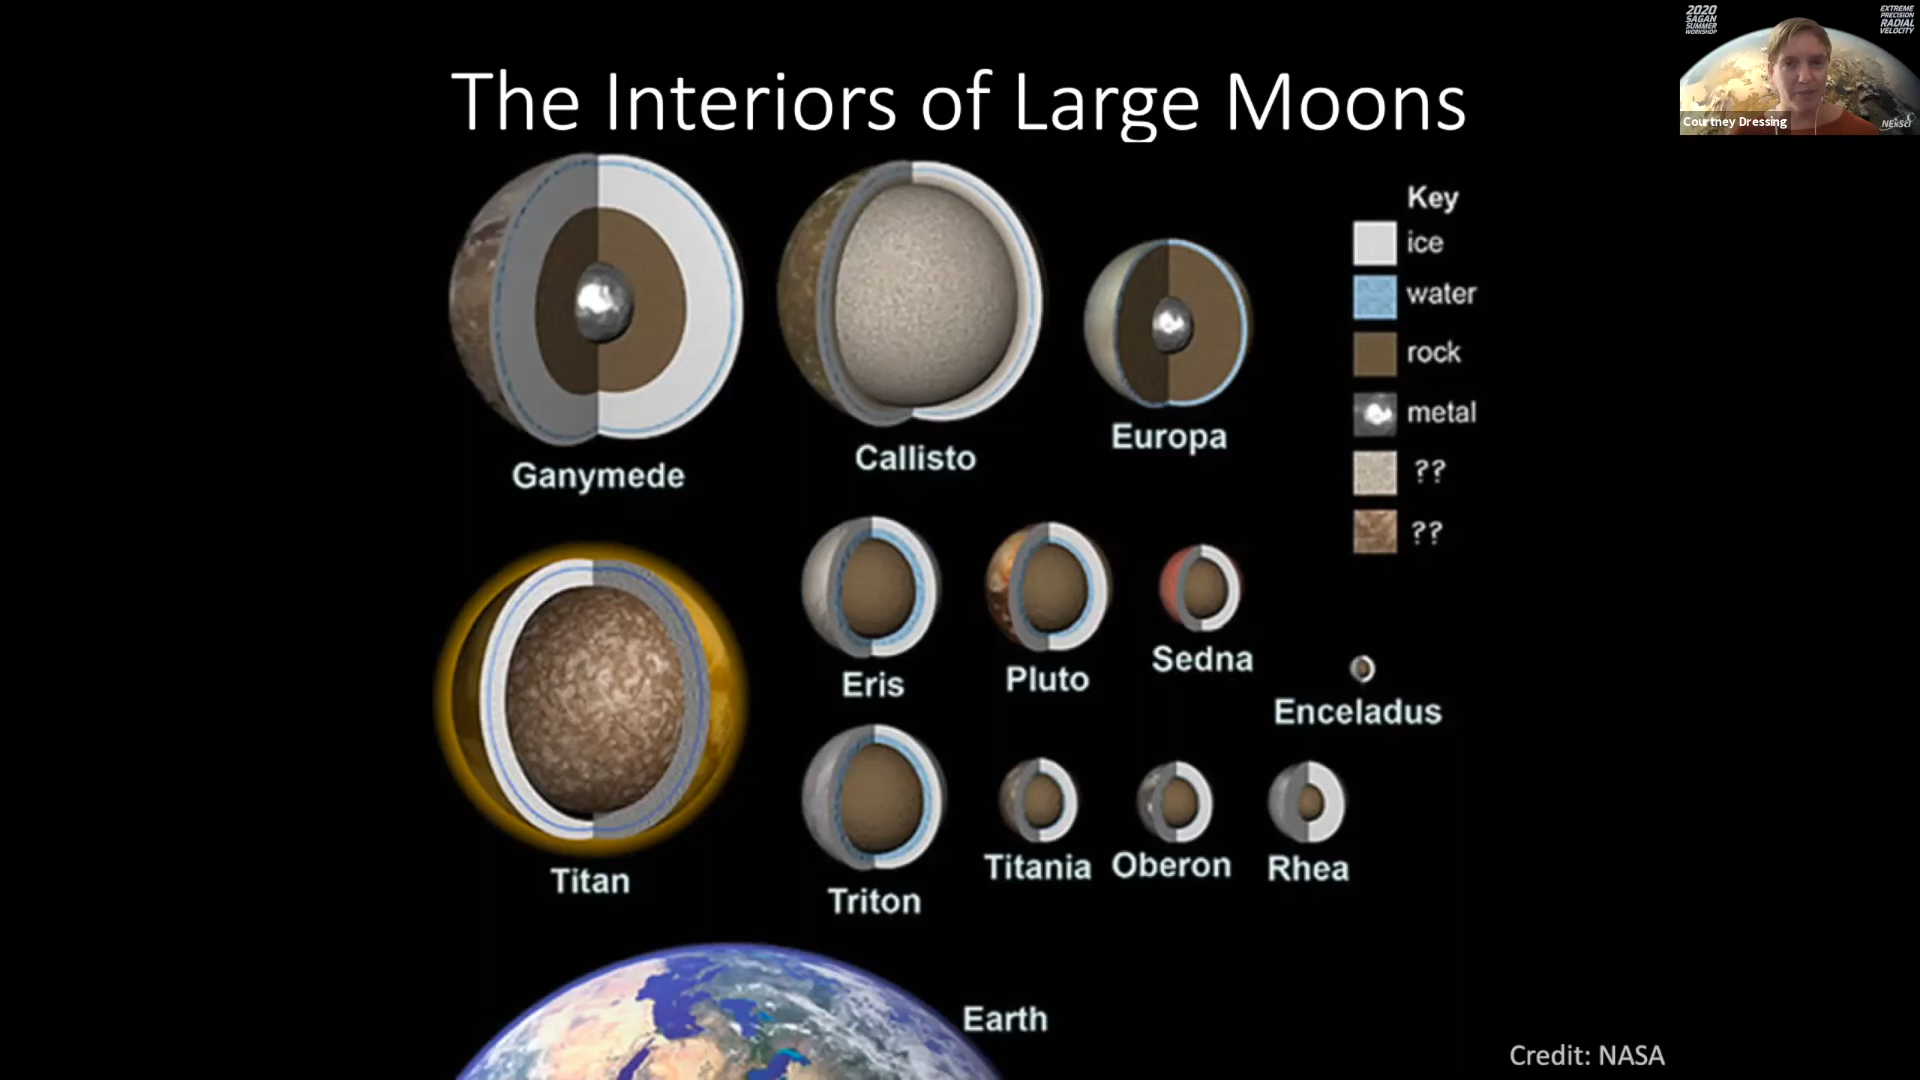 The Interiors of Large Moons
2020
SAGAN
SUMMER
WORKSHOP
EXTREME
PRECISION
RADIAL
VELOCITY
Courtney Dressing
NExScI
Key
ice
water
rock
metal
??
??
Ganymede
Callisto
Europa
Eris
Pluto
Sedna
Enceladus
Titan
Triton
Titania
Oberon
Rhea
Earth
Credit: NASA